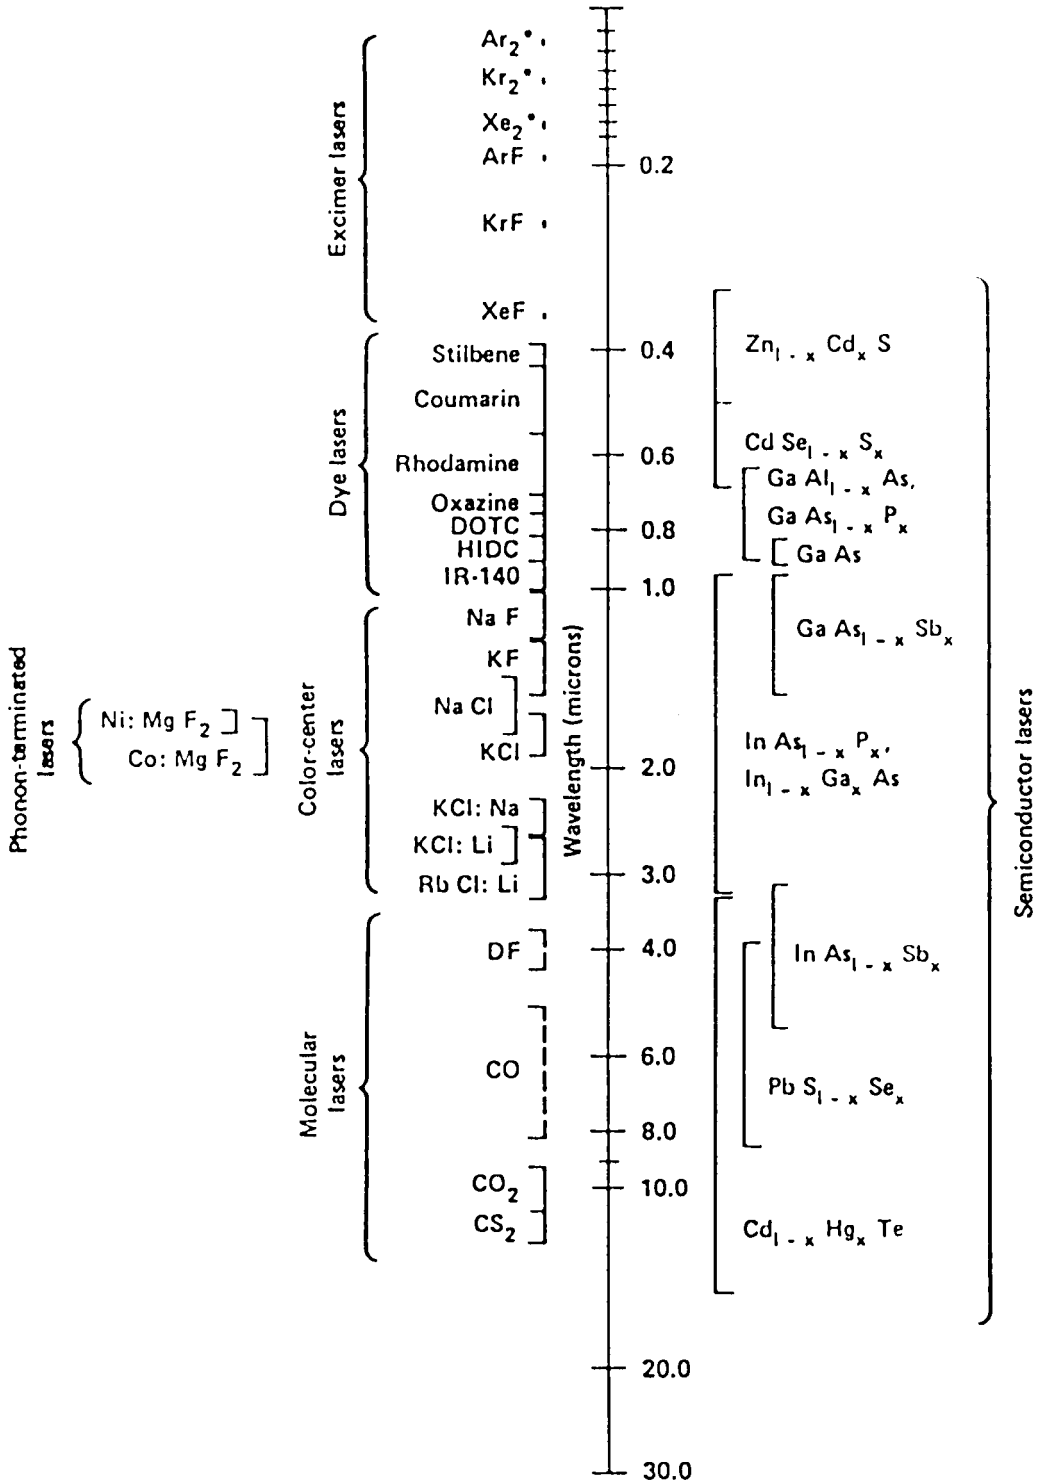 Excimer lasers
Ar₂*
Kr₂*
Xe₂*
ArF
KrF
XeF
Dye lasers
Stilbene
Coumarin
Rhodamine
Oxazine
DOTC
HIDC
IR-140
Phonon-terminated
lasers
Ni: Mg F₂
Co: Mg F₂
Color-center
lasers
Na F
KF
Na Cl
KCl
KCl: Na
KCl: Li
Rb Cl: Li
Molecular
lasers
DF
CO
CO₂
CS₂
Wavelength (microns)
0.2
0.4
0.6
0.8
1.0
2.0
3.0
4.0
6.0
8.0
10.0
20.0
30.0
Semiconductor lasers
Zn₁₋ₓ Cdₓ S
Cd Se₁₋ₓ Sₓ
Ga Al₁₋ₓ As,
Ga As₁₋ₓ Pₓ
Ga As
Ga As₁₋ₓ Sbₓ
In As₁₋ₓ Pₓ,
In₁₋ₓ Gaₓ As
In As₁₋ₓ Sbₓ
Pb S₁₋ₓ Seₓ
Cd₁₋ₓ Hgₓ Te